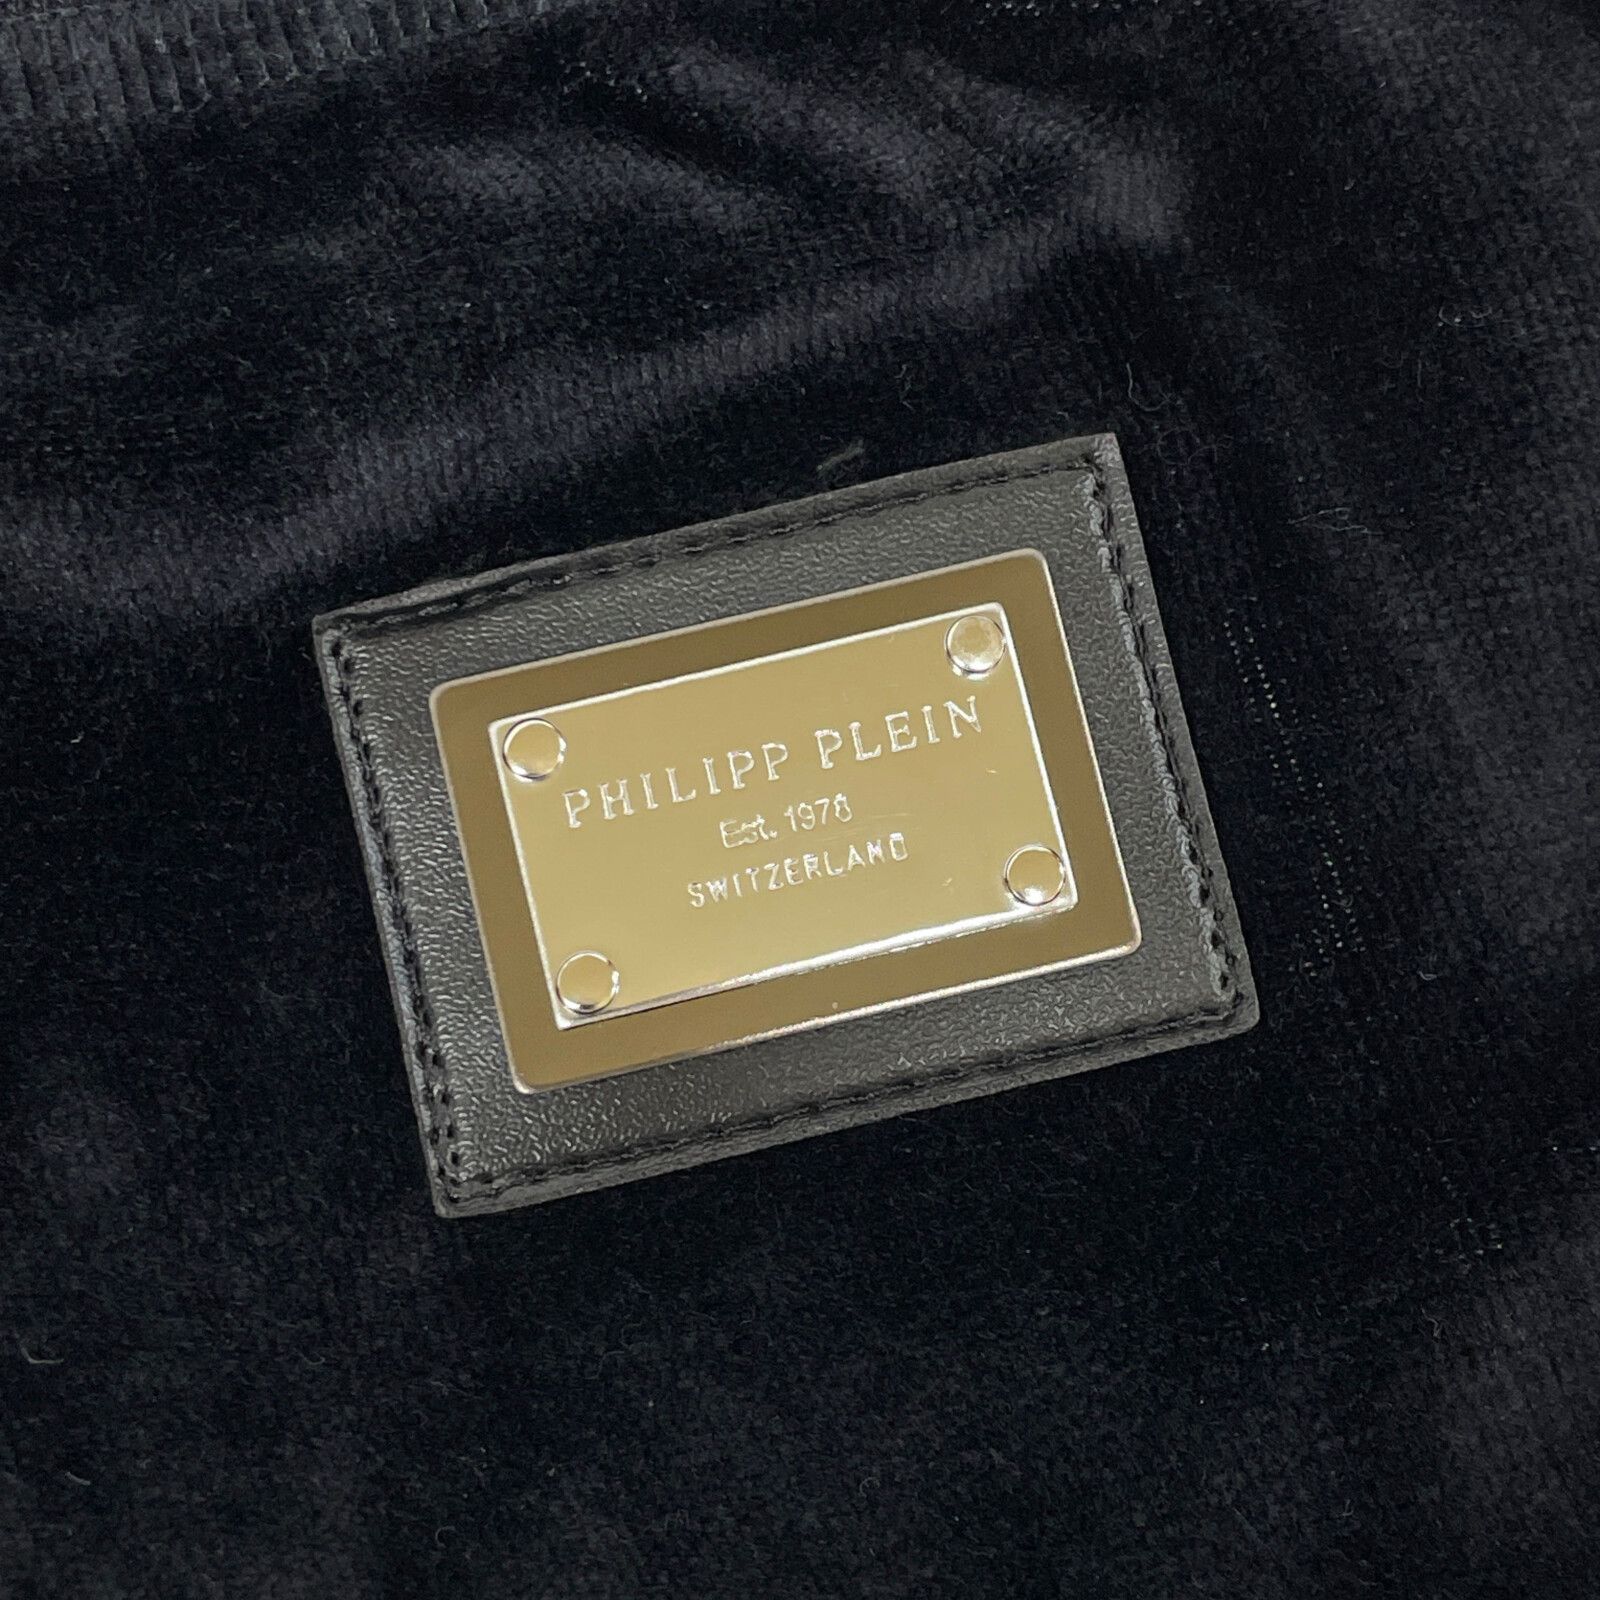 PHILIPP PLEIN
Est. 1978
SWITZERLAND